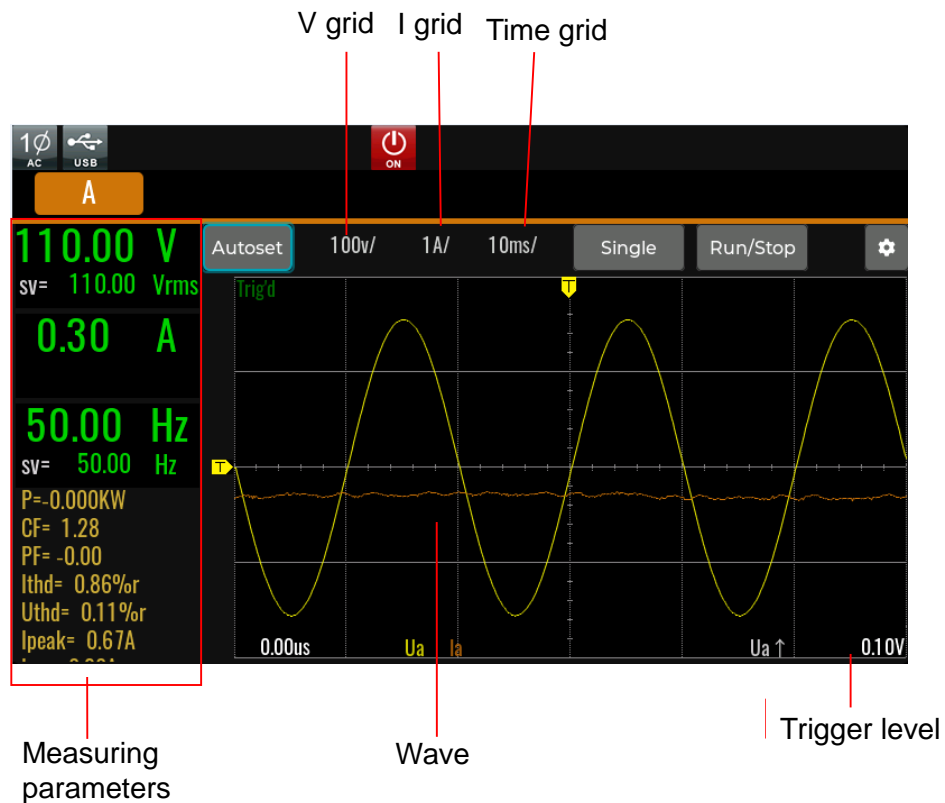 V grid I grid Time grid
1Ø
AC USB ON
A
110.00 V
sv= 110.00 Vrms
0.30 A
50.00 Hz
sv= 50.00 Hz
P=-0.000KW
CF= 1.28
PF= -0.00
Ithd= 0.86%r
Uthd= 0.11%r
Ipeak= 0.67A
Autoset 100v/ 1A/ 10ms/ Single Run/Stop
Trig'd T
T
0.00us Ua Ia Ua↑ 0.10V
Measuring
parameters
Wave
Trigger level